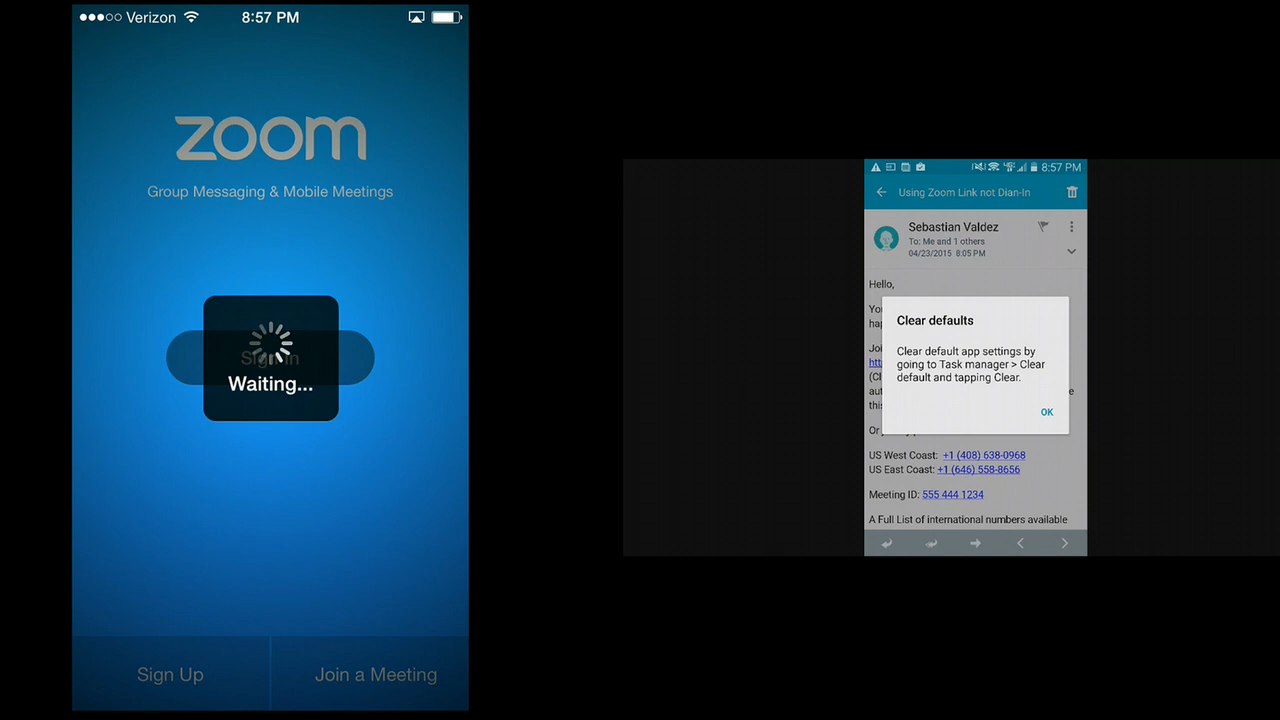 Verizon 8:57 PM
zoom
Group Messaging & Mobile Meetings
Sign In
Waiting...
Sign Up
Join a Meeting
8:57 PM
Using Zoom Link not Dian-In
Sebastian Valdez
To: Me and 1 others
04/23/2015 8:05 PM
Hello,
Clear defaults
Clear default app settings by
going to Task manager > Clear
default and tapping Clear.
OK
Or
US West Coast: +1 (408) 638-0968
US East Coast: +1 (646) 558-8656
Meeting ID: 555 444 1234
A Full List of international numbers available